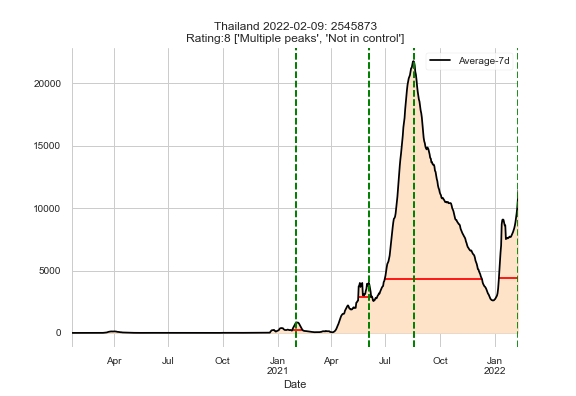 Thailand 2022-02-09: 2545873
Rating:8 ['Multiple peaks', 'Not in control']
Average-7d
20000
15000
10000
5000
0
Apr Jul Oct Jan Apr Jul Oct Jan
2021 2022
Date